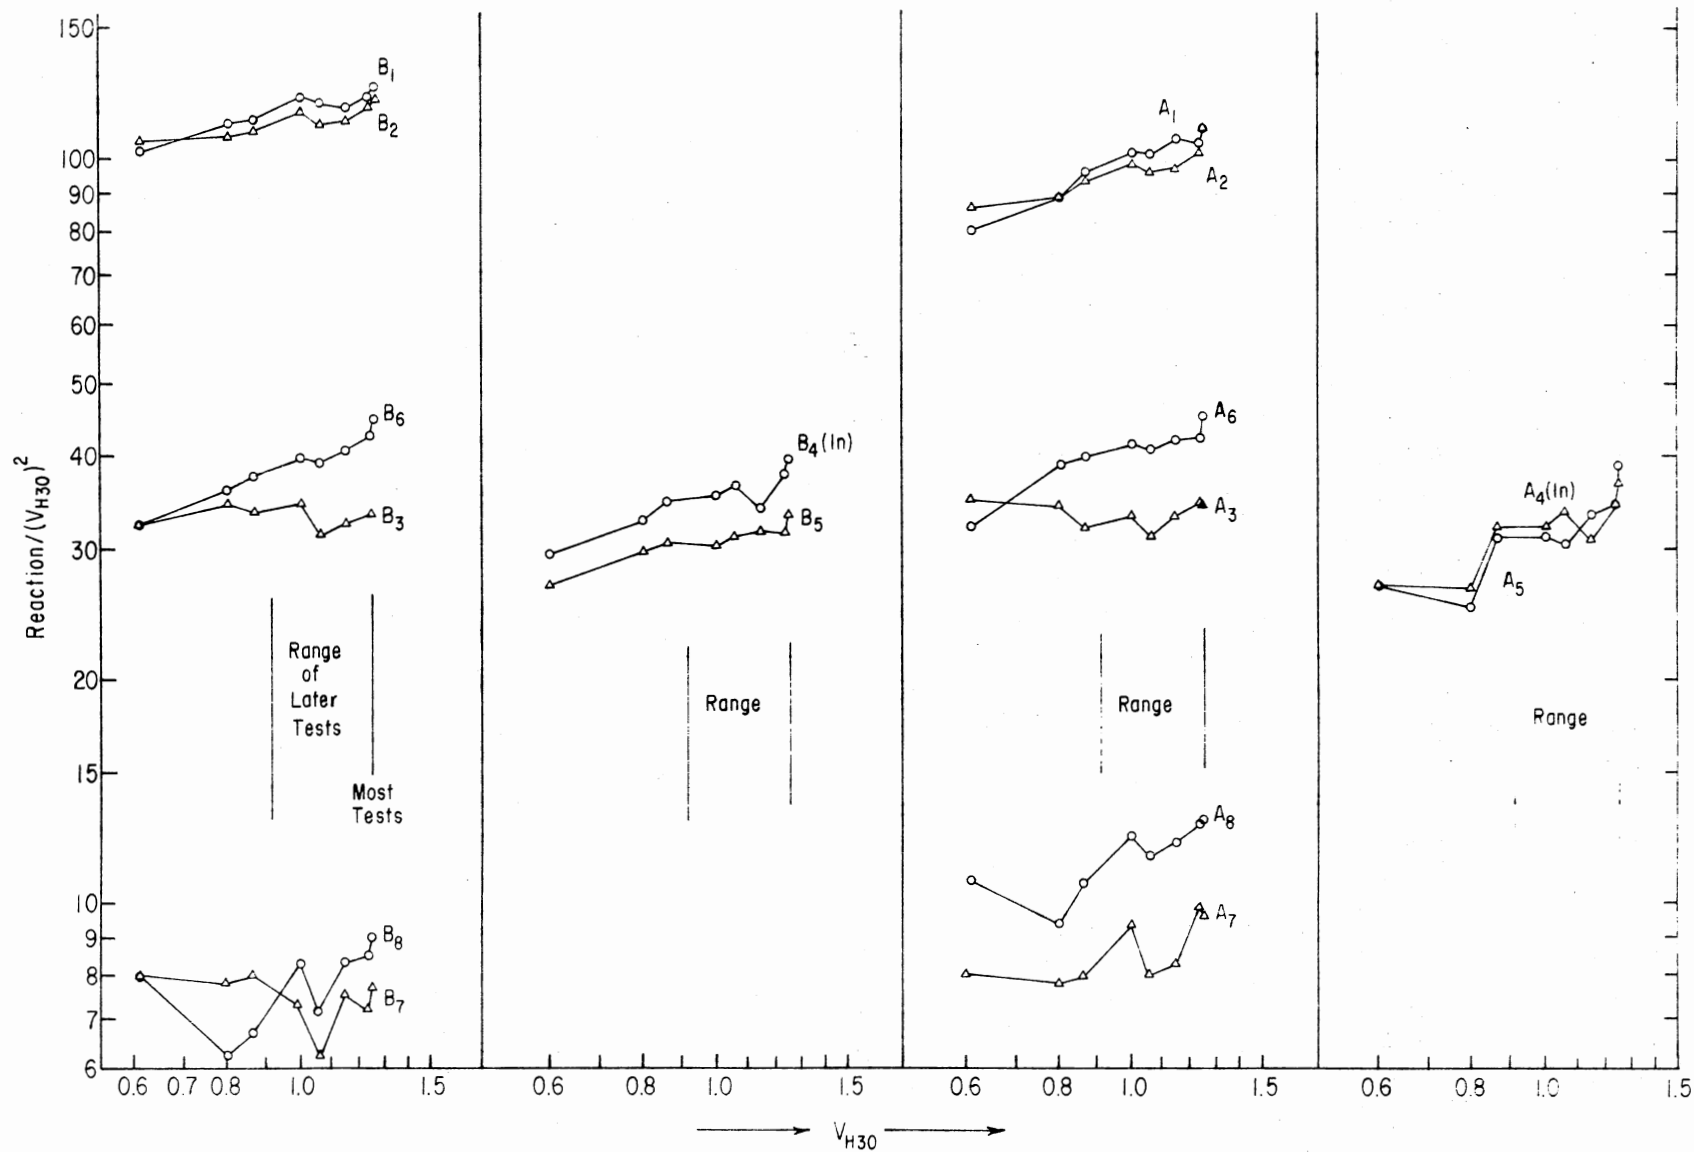 Reaction/(VH30)²
150
100
90
80
70
60
50
40
30
20
15
10
9
8
7
6
B1
B2
B6
B3
Range
of
Later
Tests
Most
Tests
B8
B7
0.6 0.7 0.8 1.0 1.5
B4(In)
B5
Range
0.6 0.8 1.0 1.5
A1
A2
A6
A3
Range
A8
A7
0.6 0.8 1.0 1.5
A4(In)
A5
Range
0.6 0.8 1.0 1.5
VH30